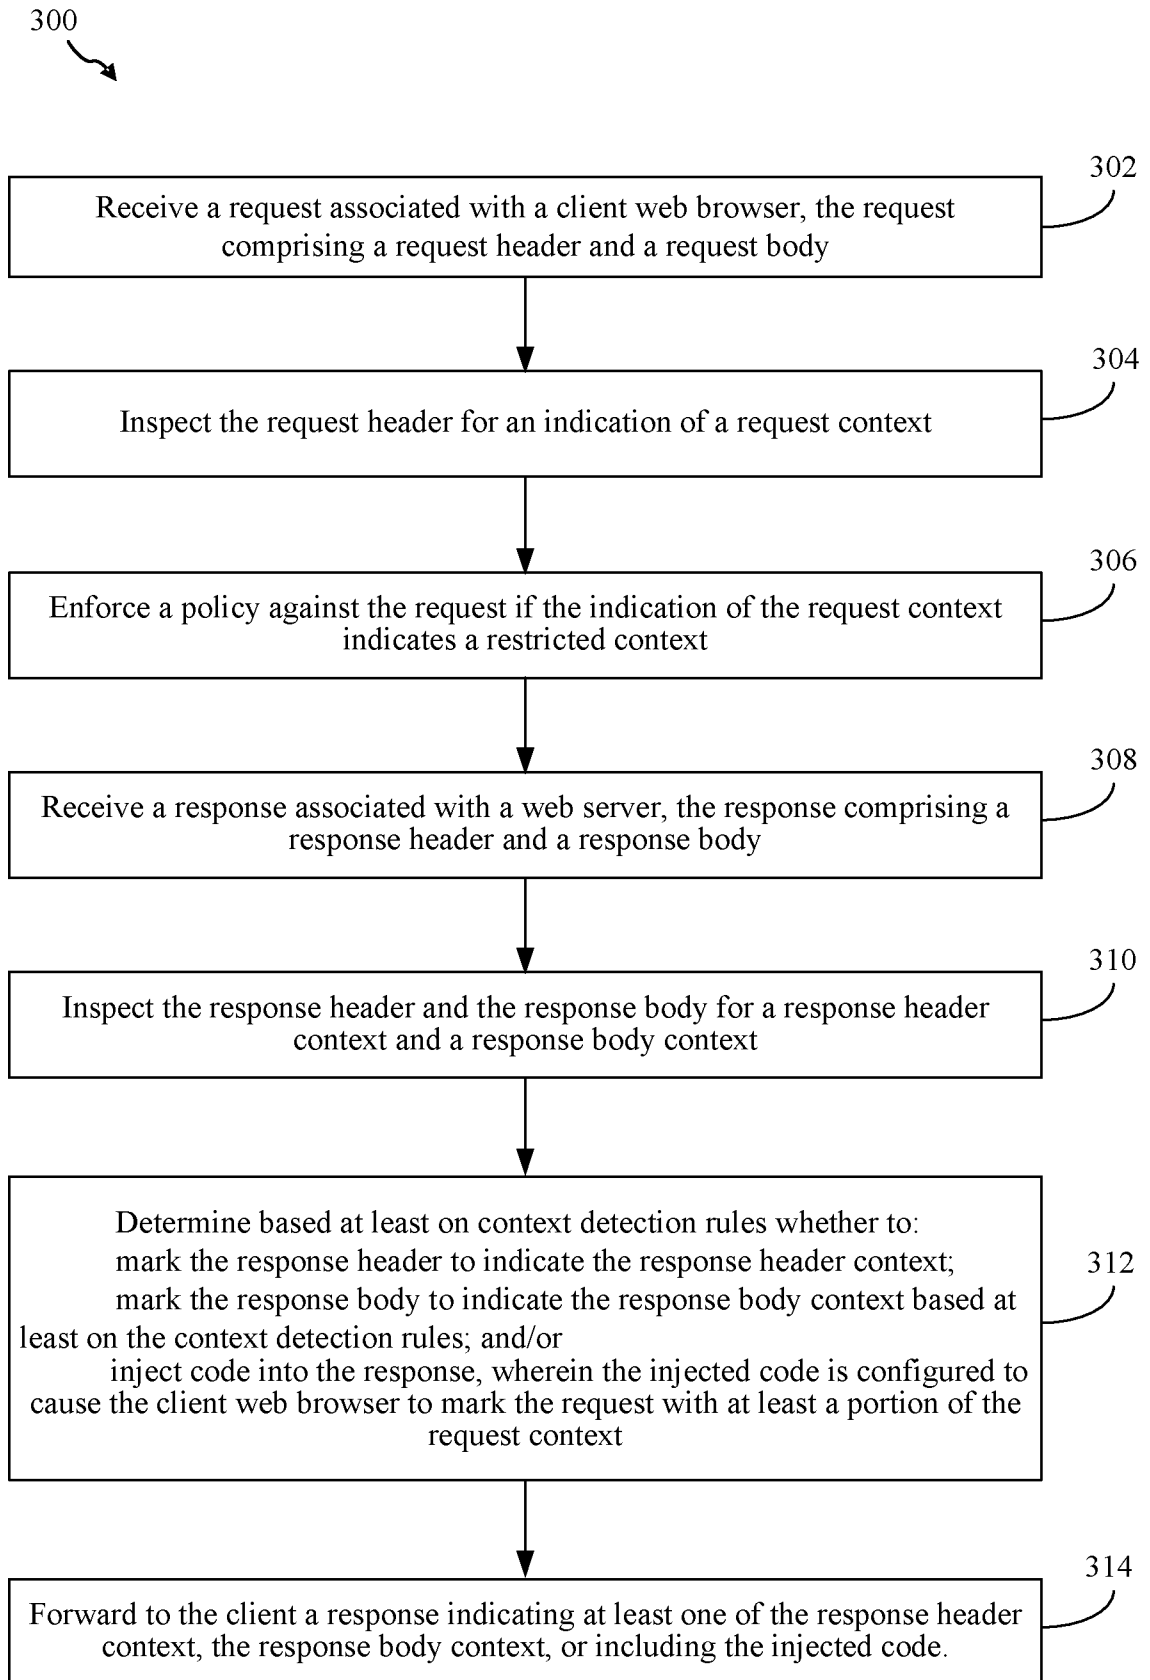 300
302
Receive a request associated with a client web browser, the request
comprising a request header and a request body
304
Inspect the request header for an indication of a request context
306
Enforce a policy against the request if the indication of the request context
indicates a restricted context
308
Receive a response associated with a web server, the response comprising a
response header and a response body
310
Inspect the response header and the response body for a response header
context and a response body context
312
Determine based at least on context detection rules whether to:
mark the response header to indicate the response header context;
mark the response body to indicate the response body context based at
least on the context detection rules; and/or
inject code into the response, wherein the injected code is configured to
cause the client web browser to mark the request with at least a portion of the
request context
314
Forward to the client a response indicating at least one of the response header
context, the response body context, or including the injected code.